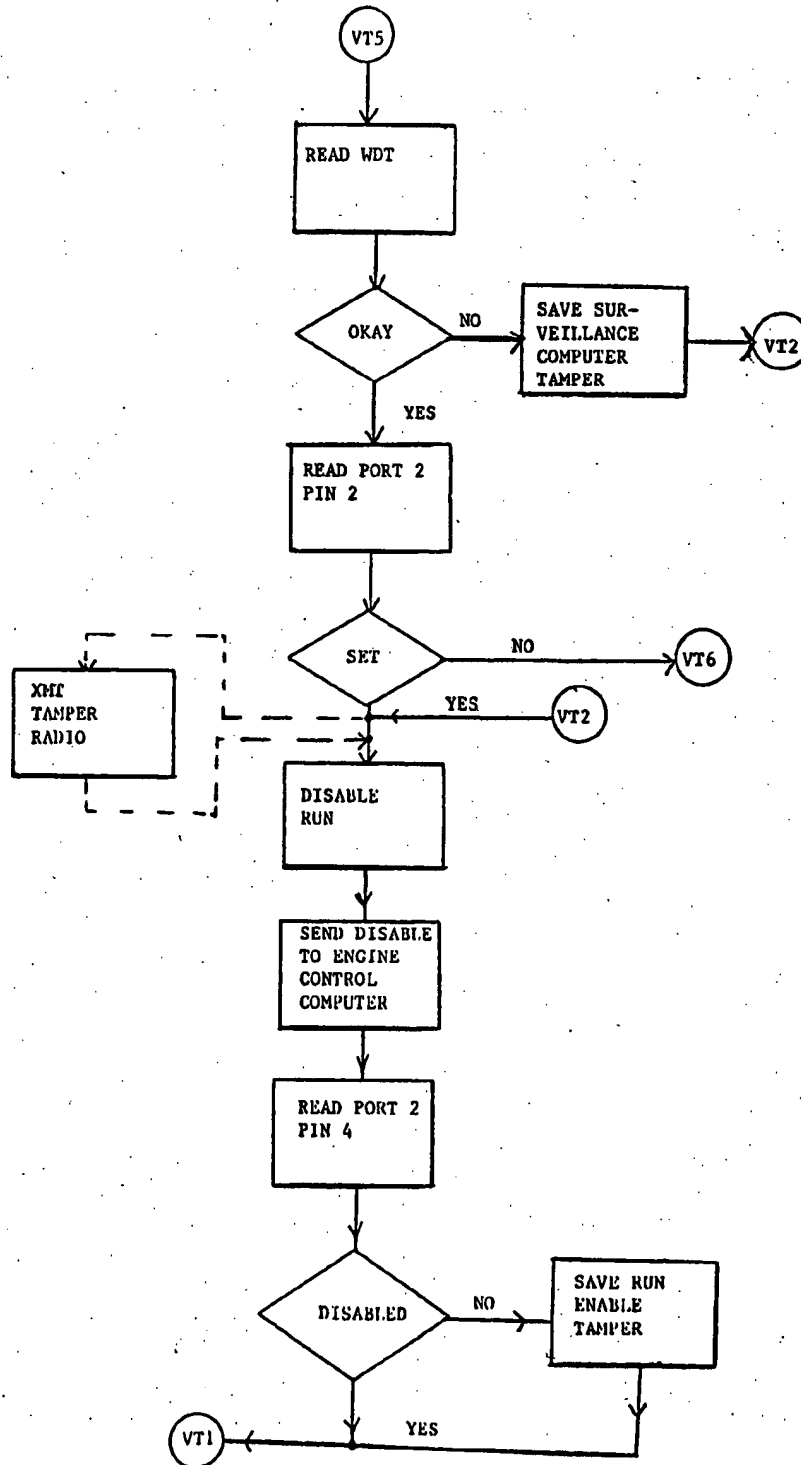 VT5
READ WDT
OKAY
NO
SAVE SUR-
VEILLANCE
COMPUTER
TAMPER
VT2
YES
READ PORT 2
PIN 2
SET
NO
VT6
XMT
TAMPER
RADIO
YES
VT2
DISABLE
RUN
SEND DISABLE
TO ENGINE
CONTROL
COMPUTER
READ PORT 2
PIN 4
DISABLED
NO
SAVE RUN
ENABLE
TAMPER
VT1
YES